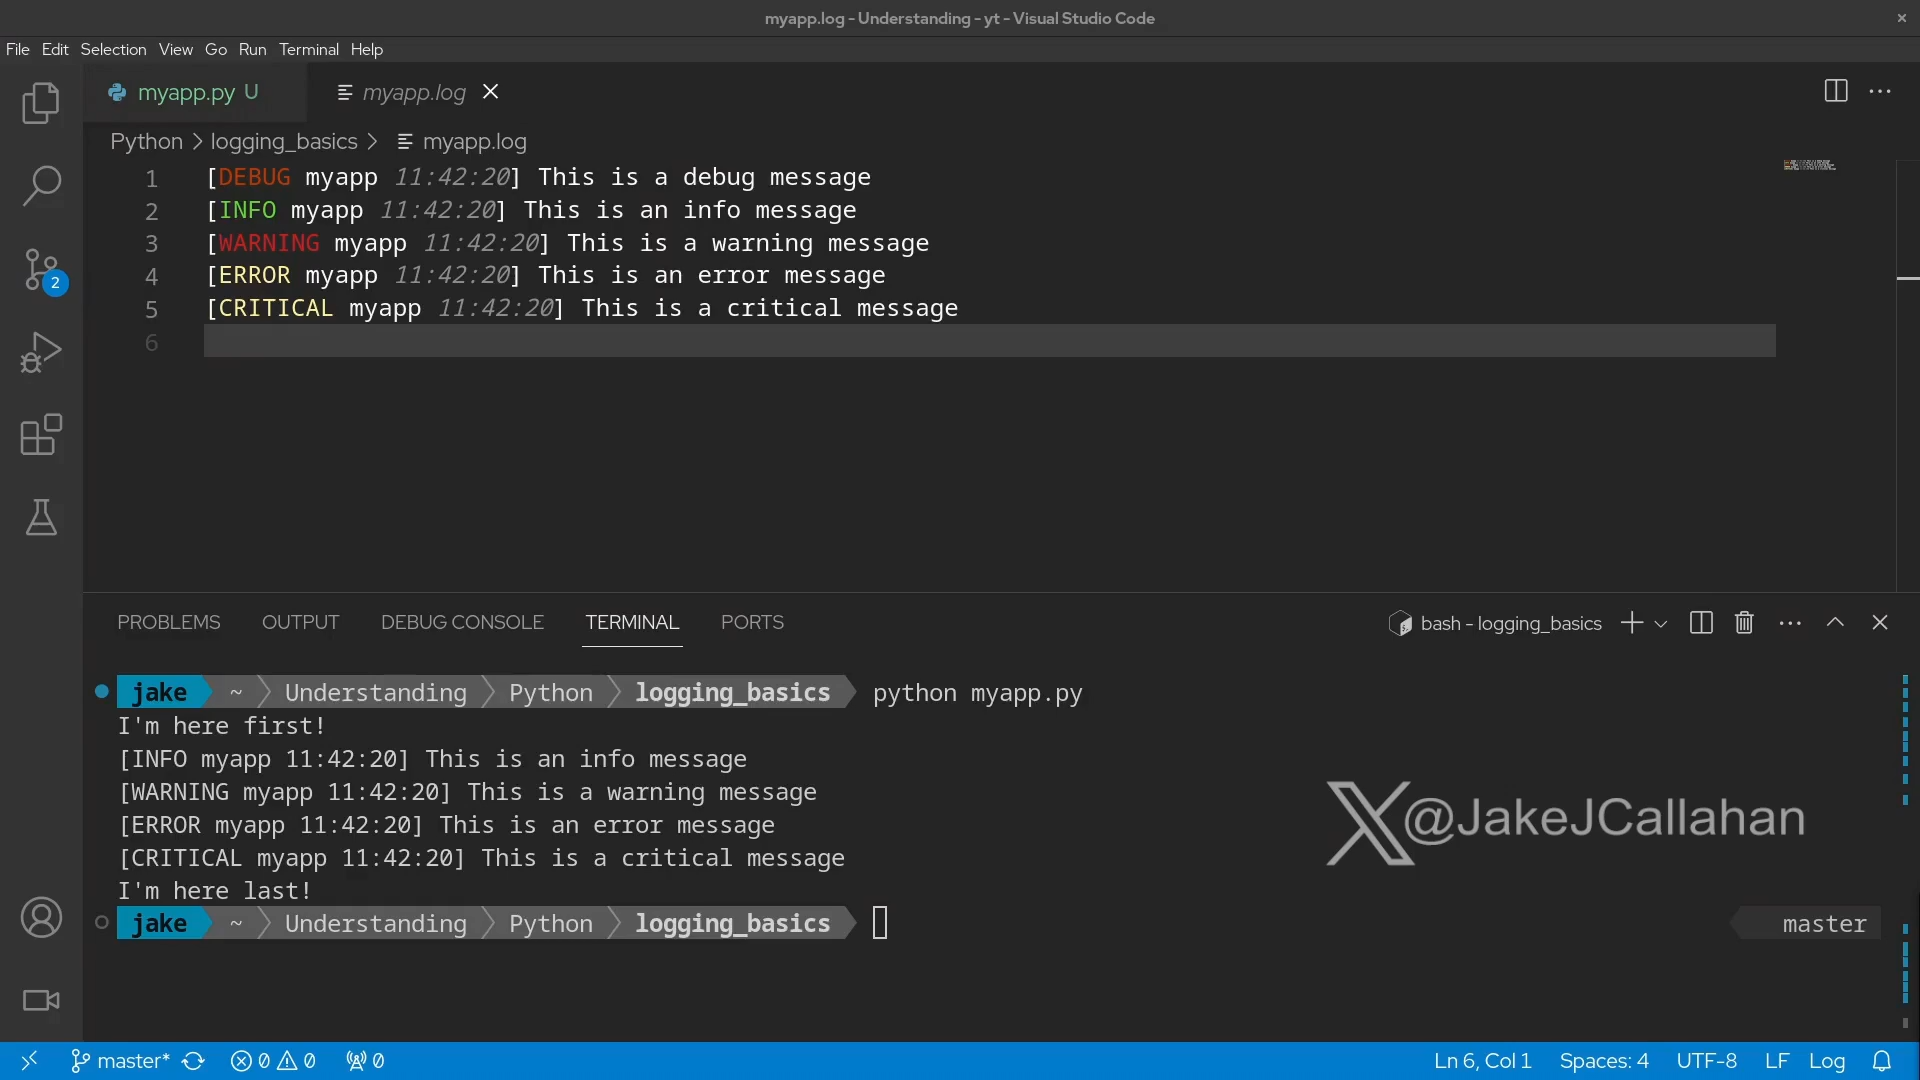 myapp.log - Understanding - yt - Visual Studio Code
File Edit Selection View Go Run Terminal Help
myapp.py U myapp.log
Python > logging_basics > myapp.log
1 [DEBUG myapp 11:42:20] This is a debug message
2 [INFO myapp 11:42:20] This is an info message
3 [WARNING myapp 11:42:20] This is a warning message
4 [ERROR myapp 11:42:20] This is an error message
5 [CRITICAL myapp 11:42:20] This is a critical message
6
2
PROBLEMS OUTPUT DEBUG CONSOLE TERMINAL PORTS bash - logging_basics
jake ~ Understanding Python logging_basics python myapp.py
I'm here first!
[INFO myapp 11:42:20] This is an info message
[WARNING myapp 11:42:20] This is a warning message
[ERROR myapp 11:42:20] This is an error message
[CRITICAL myapp 11:42:20] This is a critical message
I'm here last!
X@JakeJCallahan
jake ~ Understanding Python logging_basics master
master* 0 0 0 Ln 6, Col 1 Spaces: 4 UTF-8 LF Log